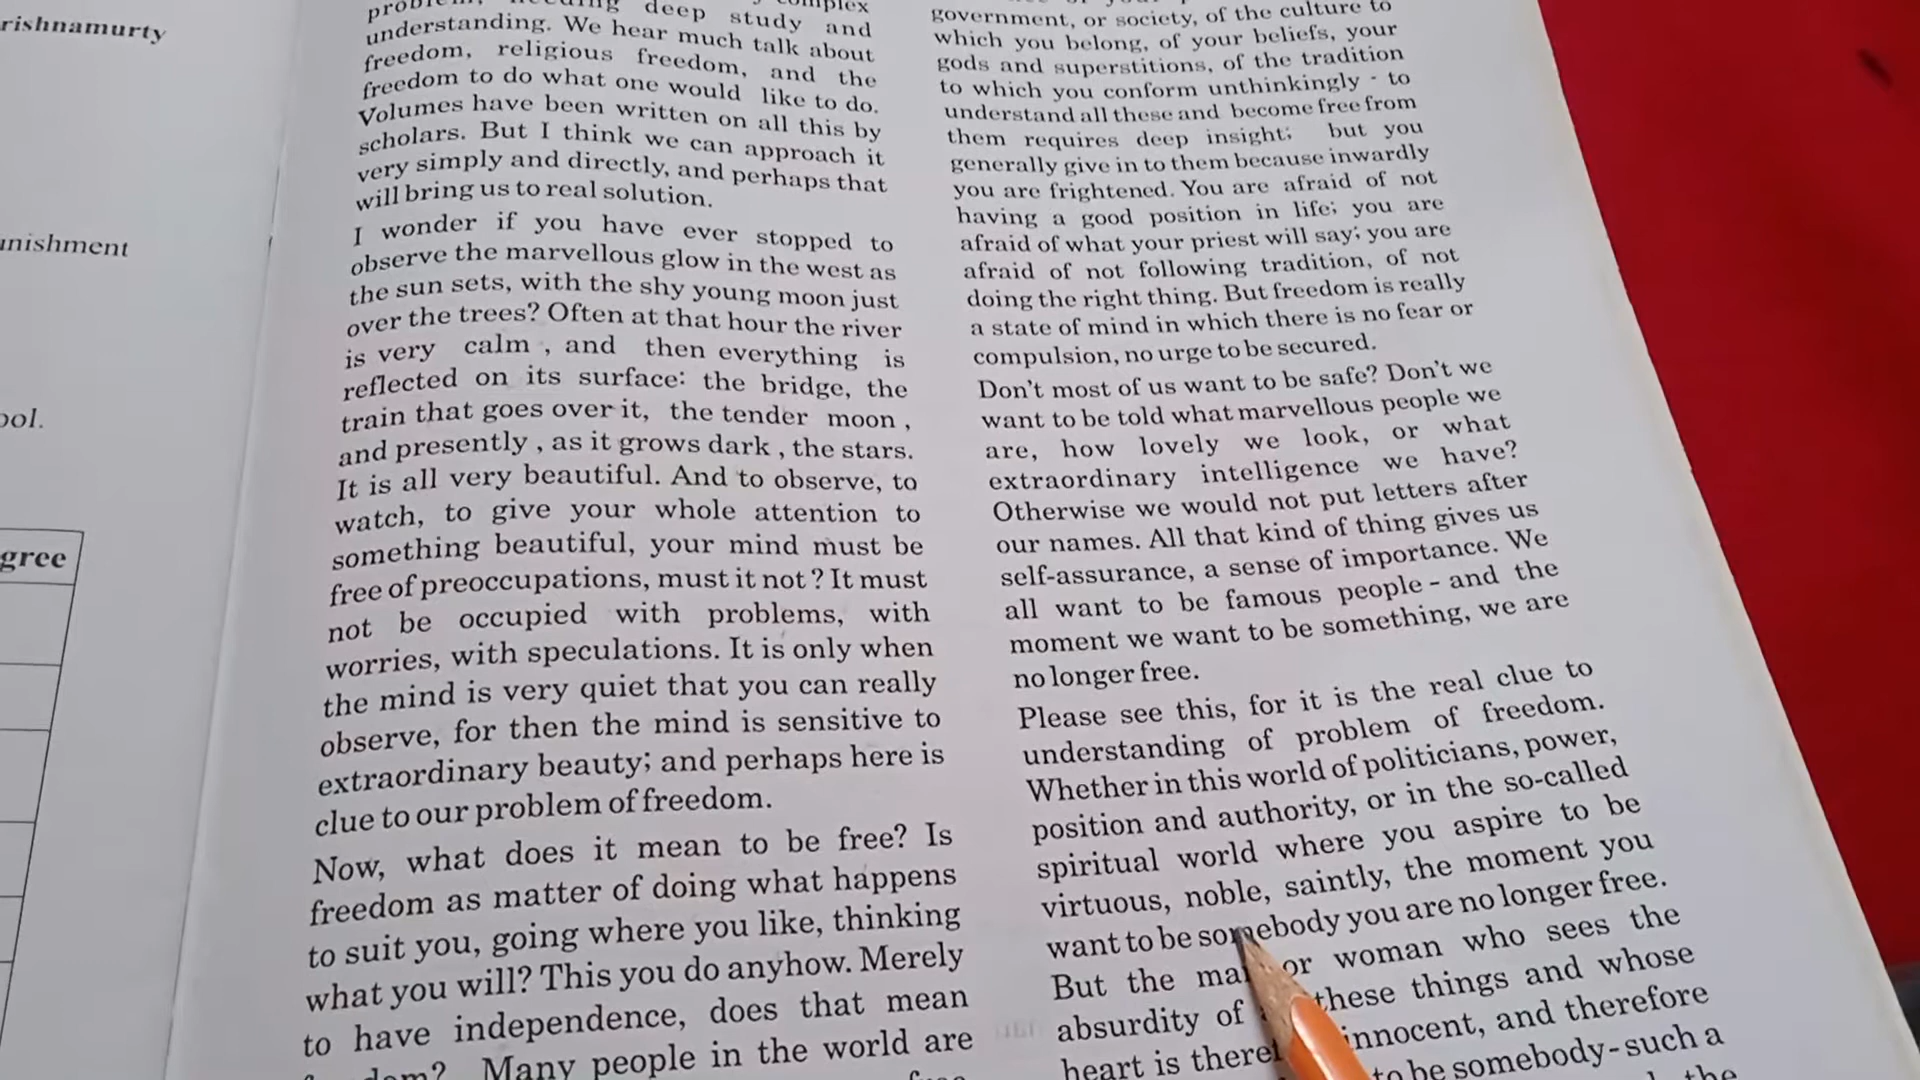 rishnamurty
unishment
ool.
gree
deep study and
understanding. We hear much talk about
freedom, religious freedom, and the
freedom to do what one would like to do.
Volumes have been written on all this by
scholars. But I think we can approach it
very simply and directly, and perhaps that
will bring us to real solution.
I wonder if you have ever stopped to
observe the marvellous glow in the west as
the sun sets, with the shy young moon just
over the trees? Often at that hour the river
is very calm , and then everything is
reflected on its surface: the bridge, the
train that goes over it, the tender moon ,
and presently , as it grows dark , the stars.
It is all very beautiful. And to observe, to
watch, to give your whole attention to
something beautiful, your mind must be
free of preoccupations, must it not ? It must
not be occupied with problems, with
worries, with speculations. It is only when
the mind is very quiet that you can really
observe, for then the mind is sensitive to
extraordinary beauty; and perhaps here is
clue to our problem of freedom.
Now, what does it mean to be free? Is
freedom as matter of doing what happens
to suit you, going where you like, thinking
what you will? This you do anyhow. Merely
to have independence, does that mean
Many people in the world are
government, or society, of the culture to
which you belong, of your beliefs, your
gods and superstitions, of the tradition
to which you conform unthinkingly - to
understand all these and become free from
them requires deep insight; but you
generally give in to them because inwardly
you are frightened. You are afraid of not
having a good position in life; you are
afraid of what your priest will say; you are
afraid of not following tradition, of not
doing the right thing. But freedom is really
a state of mind in which there is no fear or
compulsion, no urge to be secured.
Don't most of us want to be safe? Don't we
want to be told what marvellous people we
are, how lovely we look, or what
extraordinary intelligence we have?
Otherwise we would not put letters after
our names. All that kind of thing gives us
self-assurance, a sense of importance. We
all want to be famous people - and the
moment we want to be something, we are
no longer free.
Please see this, for it is the real clue to
understanding of problem of freedom.
Whether in this world of politicians, power,
position and authority, or in the so-called
spiritual world where you aspire to be
virtuous, noble, saintly, the moment you
want to be somebody you are no longer free.
But the or woman who sees the
absurdity of these things and whose
heart is innocent, and therefore
to be somebody - such a
the